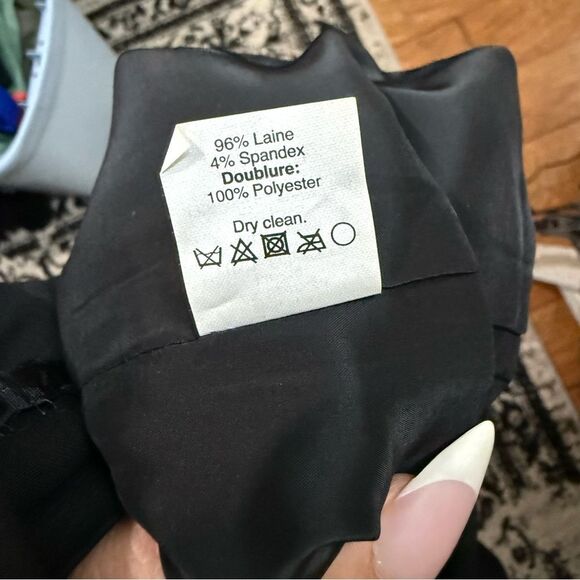 96% Laine
4% Spandex
Doublure:
100% Polyester
Dry clean.